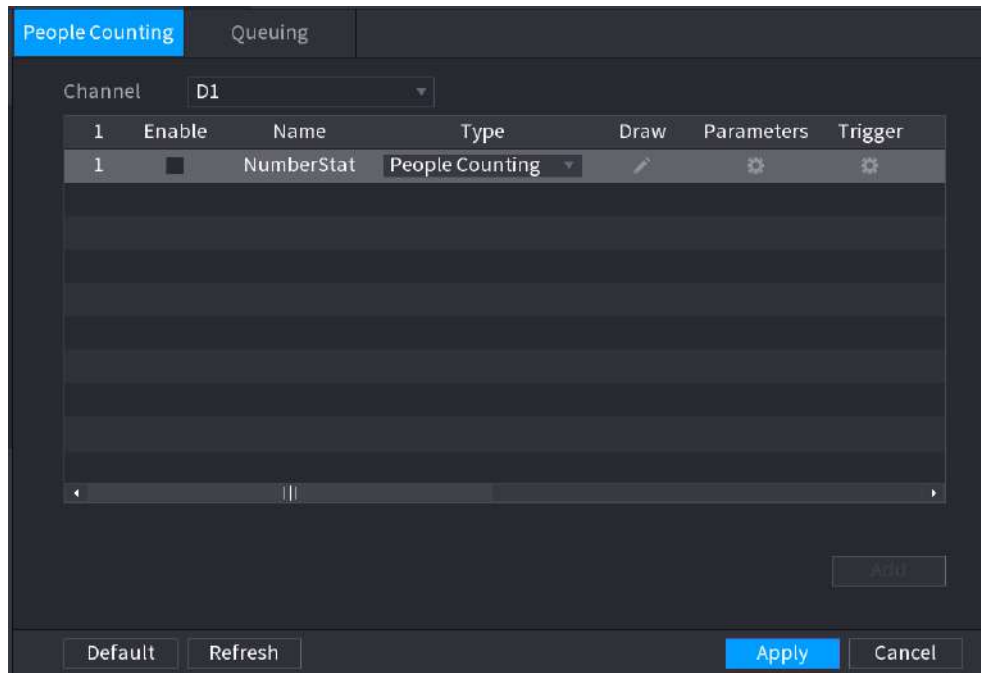 People Counting Queuing
Channel D1
1 Enable Name Type Draw Parameters Trigger
1 NumberStat People Counting
Add
Default Refresh Apply Cancel